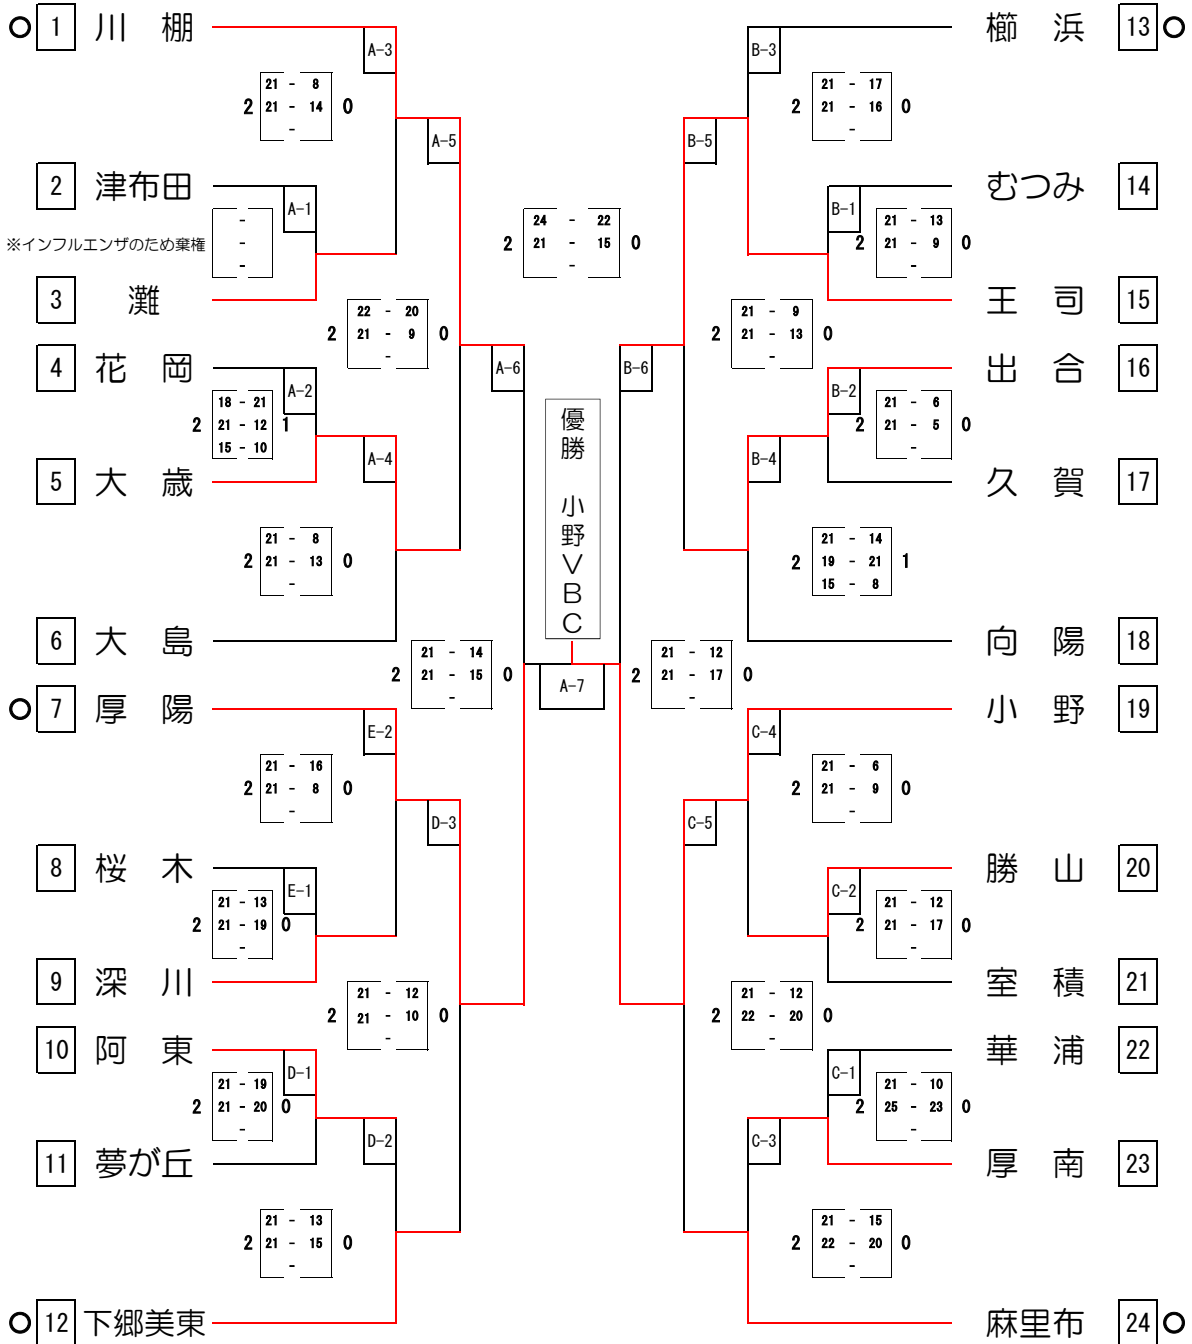 ○ 1 川 棚
A-3
21 - 8
2 21 - 14 0
-
A-5
2 津布田
A-1
-
※インフルエンザのため棄権 -
-
3 灘
22 - 20
2 21 - 9 0
-
4 花 岡
A-2
18 - 21
2 21 - 12 1
15 - 10
A-4
5 大 歳
21 - 8
2 21 - 13 0
-
6 大 島
A-6
24 - 22
2 21 - 15 0
-
21 - 14
2 21 - 15 0
-
○ 7 厚 陽
E-2
21 - 16
2 21 - 8 0
-
D-3
8 桜 木
E-1
21 - 13
2 21 - 19 0
-
9 深 川
21 - 12
2 21 - 10 0
-
10 阿 東
D-1
21 - 19
2 21 - 20 0
-
D-2
11 夢が丘
21 - 13
2 21 - 15 0
-
○ 12 下郷美東
優勝 小野VBC
A-7
櫛 浜 13 ○
B-3
21 - 17
2 21 - 16 0
-
B-5
むつみ 14
B-1
21 - 13
2 21 - 9 0
-
王 司 15
21 - 9
2 21 - 13 0
-
出 合 16
B-2
21 - 6
2 21 - 5 0
-
B-4
久 賀 17
21 - 14
2 19 - 21 1
15 - 8
向 陽 18
B-6
21 - 12
2 21 - 17 0
-
小 野 19
C-4
21 - 6
2 21 - 9 0
-
C-5
勝 山 20
C-2
21 - 12
2 21 - 17 0
-
室 積 21
21 - 12
2 22 - 20 0
-
華 浦 22
C-1
21 - 10
2 25 - 23 0
-
C-3
厚 南 23
21 - 15
2 22 - 20 0
-
麻里布 24 ○